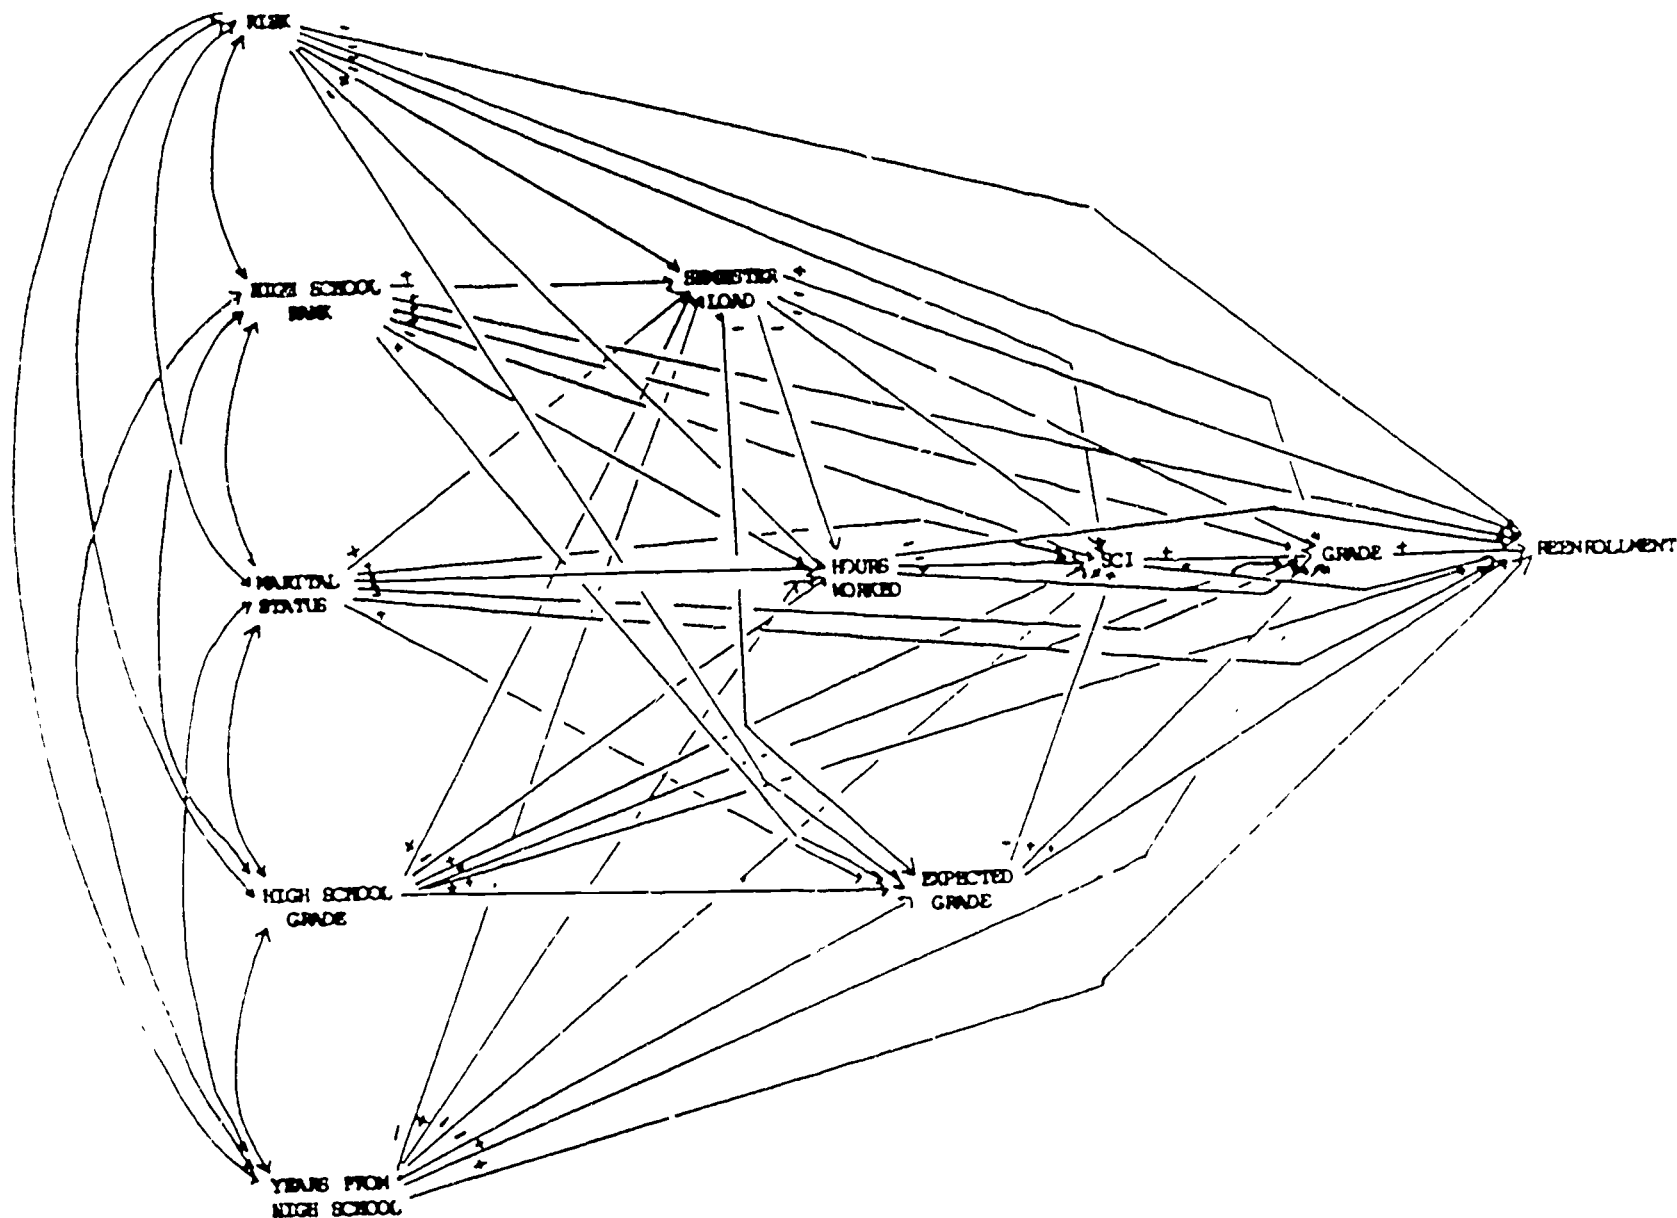 RISK
HIGH SCHOOL
RANK
SEMESTER
LOAD
MARITAL
STATUS
HOURS
WORKED
SCI
GRADE
REENROLLMENT
HIGH SCHOOL
GRADE
EXPECTED
GRADE
YEARS FROM
HIGH SCHOOL